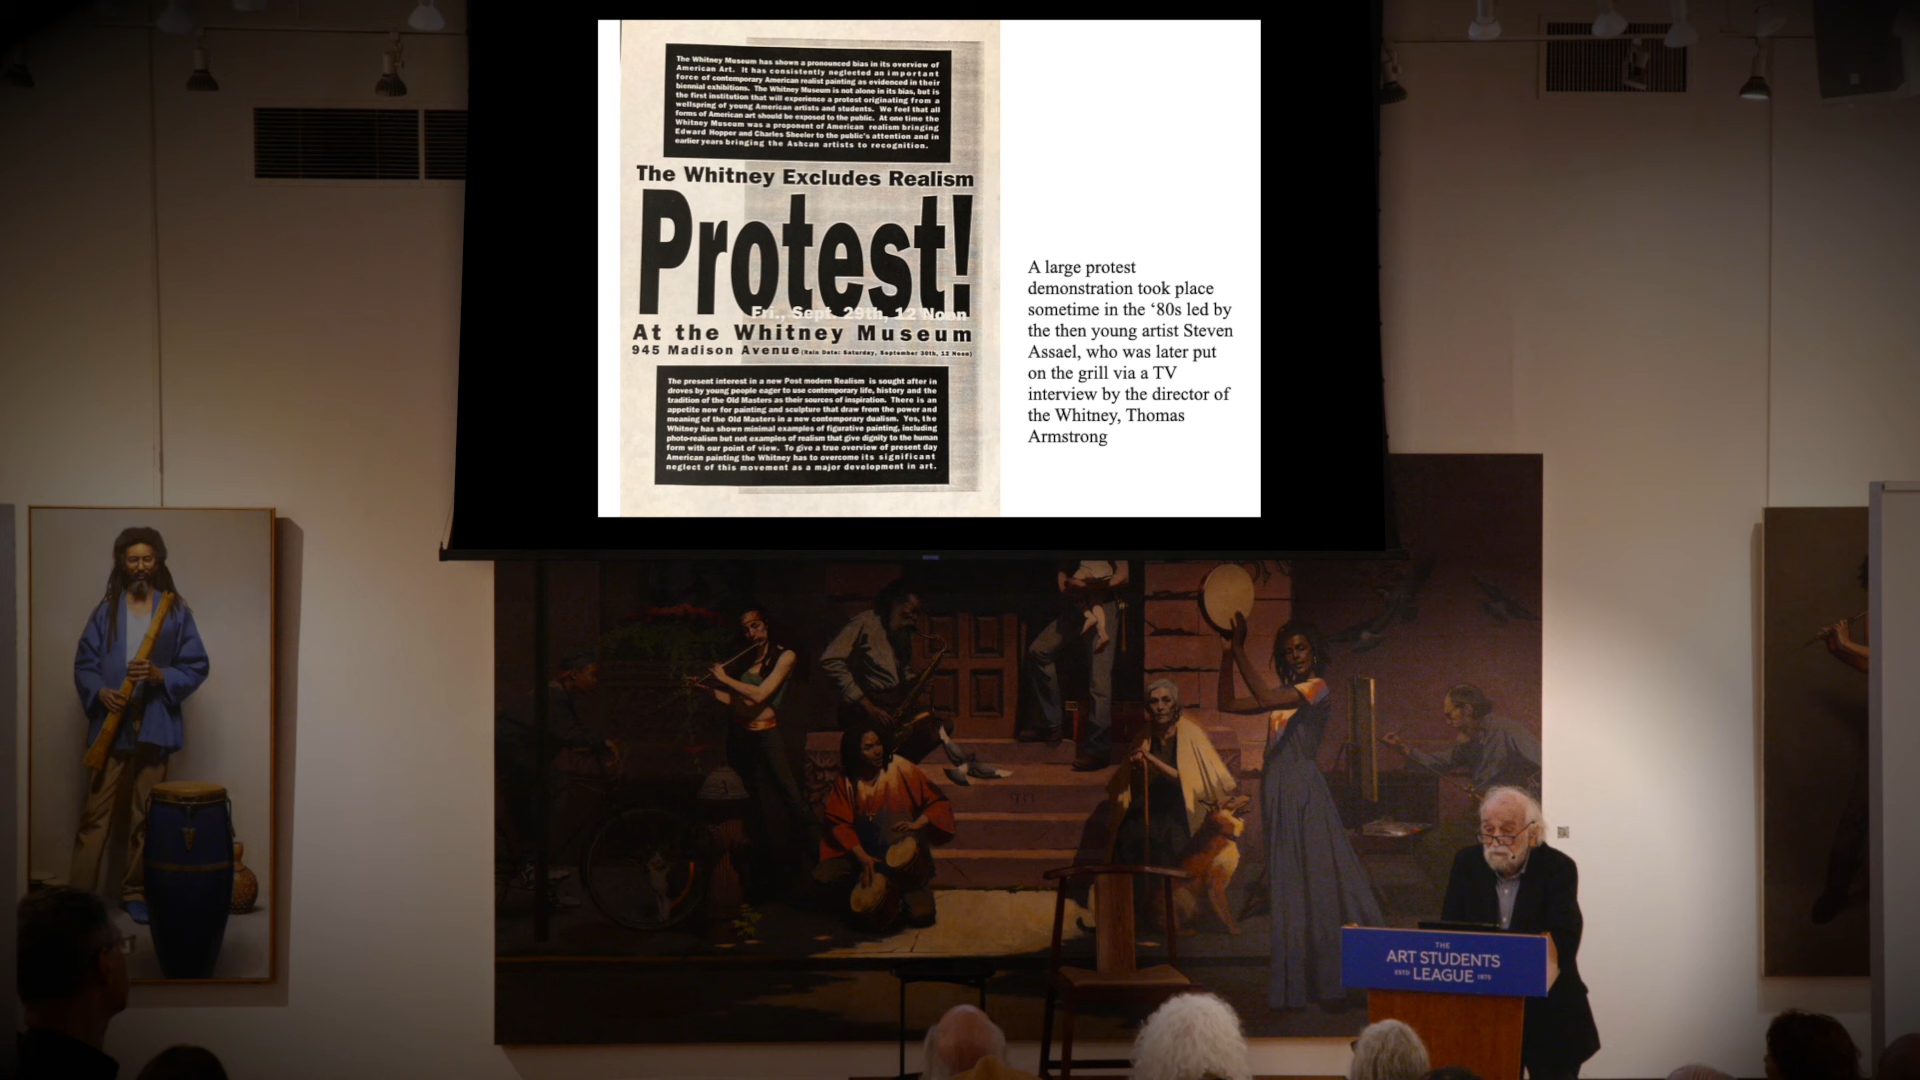 The Whitney Museum has shown a pronounced bias in its overview of
American Art. It has consistently neglected an important
force of contemporary American realist painting as evidenced in their
biennial exhibitions. The Whitney Museum is not alone in its bias, but is
the first institution that will experience a protest originating from a
wellspring of young American artists and students. We feel that all
forms of American art should be exposed to the public. At one time the
Whitney Museum was a proponent of American realism bringing
Edward Hopper and Charles Sheeler to the public's attention and in
earlier years bringing the Ashcan artists to recognition.
The Whitney Excludes Realism
Protest!
Fri., Sept. 29th, 12 Noon
At the Whitney Museum
945 Madison Avenue (Rain Date: Saturday, September 30th, 12 Noon)
The present interest in a new Post modern Realism is sought after in
droves by young people eager to use contemporary life, history and the
tradition of the Old Masters as their sources of inspiration. There is an
appetite now for painting and sculpture that draw from the power and
meaning of the Old Masters in a new contemporary dualism. Yes, the
Whitney has shown minimal examples of figurative painting, including
photo-realism but not examples of realism that give dignity to the human
form with our point of view. To give a true overview of present day
American painting the Whitney has to overcome its significant
neglect of this movement as a major development in art.
A large protest
demonstration took place
sometime in the ‘80s led by
the then young artist Steven
Assael, who was later put
on the grill via a TV
interview by the director of
the Whitney, Thomas
Armstrong
THE
ART STUDENTS
ESTD LEAGUE 1875